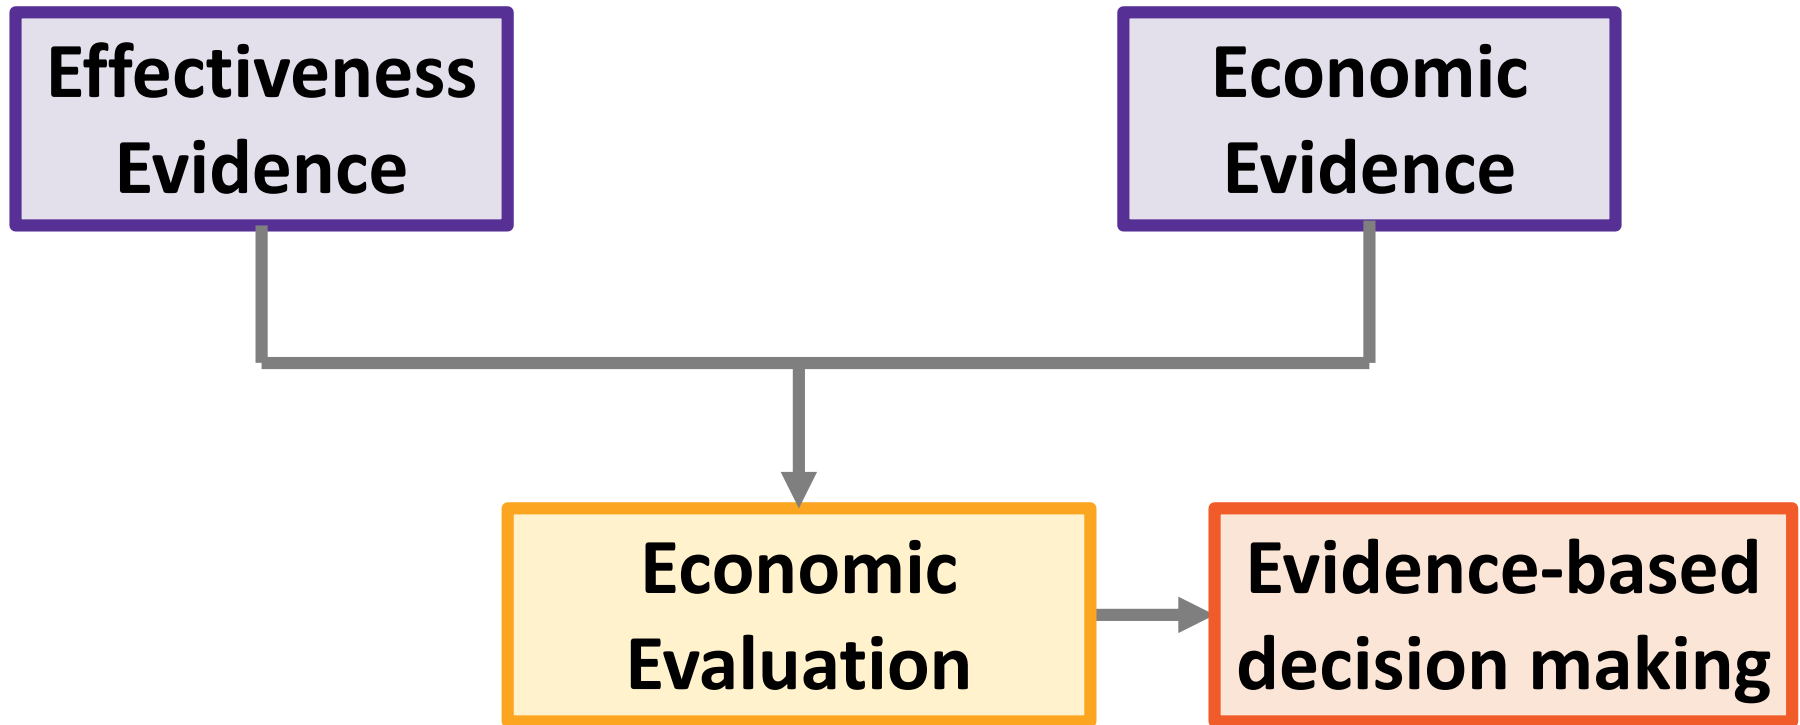 Effectiveness
Evidence
Economic
Evidence
Economic
Evaluation
Evidence-based
decision making